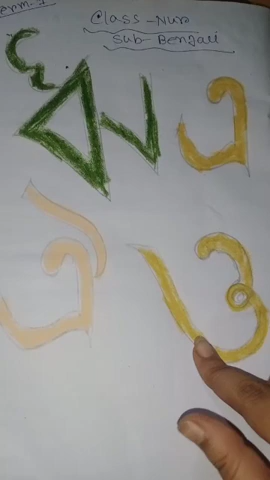 Class-Nur
Sub-Bengali
ঋ এ
ঐ ও